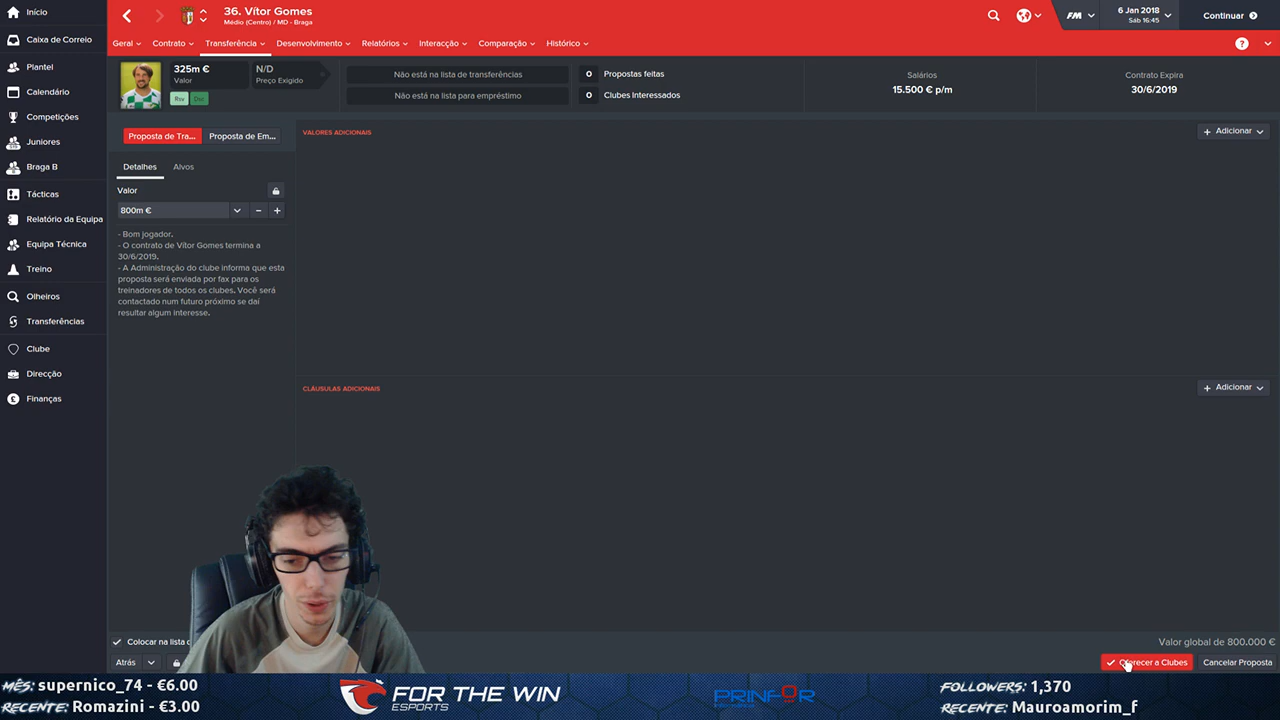 Início
Caixa de Correio
Plantel
Calendário
Competições
Juniores
Braga B
Tácticas
Relatório da Equipa
Equipa Técnica
Treino
Olheiros
Transferências
Clube
Direcção
Finanças
36. Vítor Gomes
Médio (Centro) / MD - Braga
FM
6 Jan 2018
Sáb 16:45
Continuar
Geral
Contrato
Transferência
Desenvolvimento
Relatórios
Interacção
Comparação
Histórico
325m €
Valor
N/D
Preço Exigido
Rsv
Não está na lista de transferências
Não está na lista para empréstimo
0 Propostas feitas
0 Clubes Interessados
Salários
15.500 € p/m
Contrato Expira
30/6/2019
Proposta de Tra...
Proposta de Em...
Detalhes
Alvos
Valor
800m €
- Bom jogador.
- O contrato de Vítor Gomes termina a
30/6/2019.
- A Administração do clube informa que esta
proposta será enviada por fax para os
treinadores de todos os clubes. Você será
contactado num futuro próximo se daí
resultar algum interesse.
VALORES ADICIONAIS
+ Adicionar
CLÁUSULAS ADICIONAIS
+ Adicionar
Colocar na lista
Valor global de 800.000 €
Atrás
Oferecer a Clubes
Cancelar Proposta
MÊS: supernico_74 - €6.00
RECENTE: Romazini - €3.00
FOR THE WIN
ESPORTS
PRINFOR
FOLLOWERS: 1,370
RECENTE: Mauroamorim_f